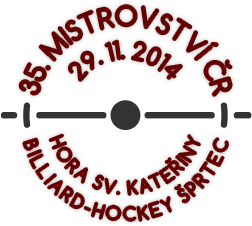 35. MISTROVSTVÍ ČR
29. 11. 2014
HORA SV. KATEŘINY
BILLIARD-HOCKEY ŠPRTEC